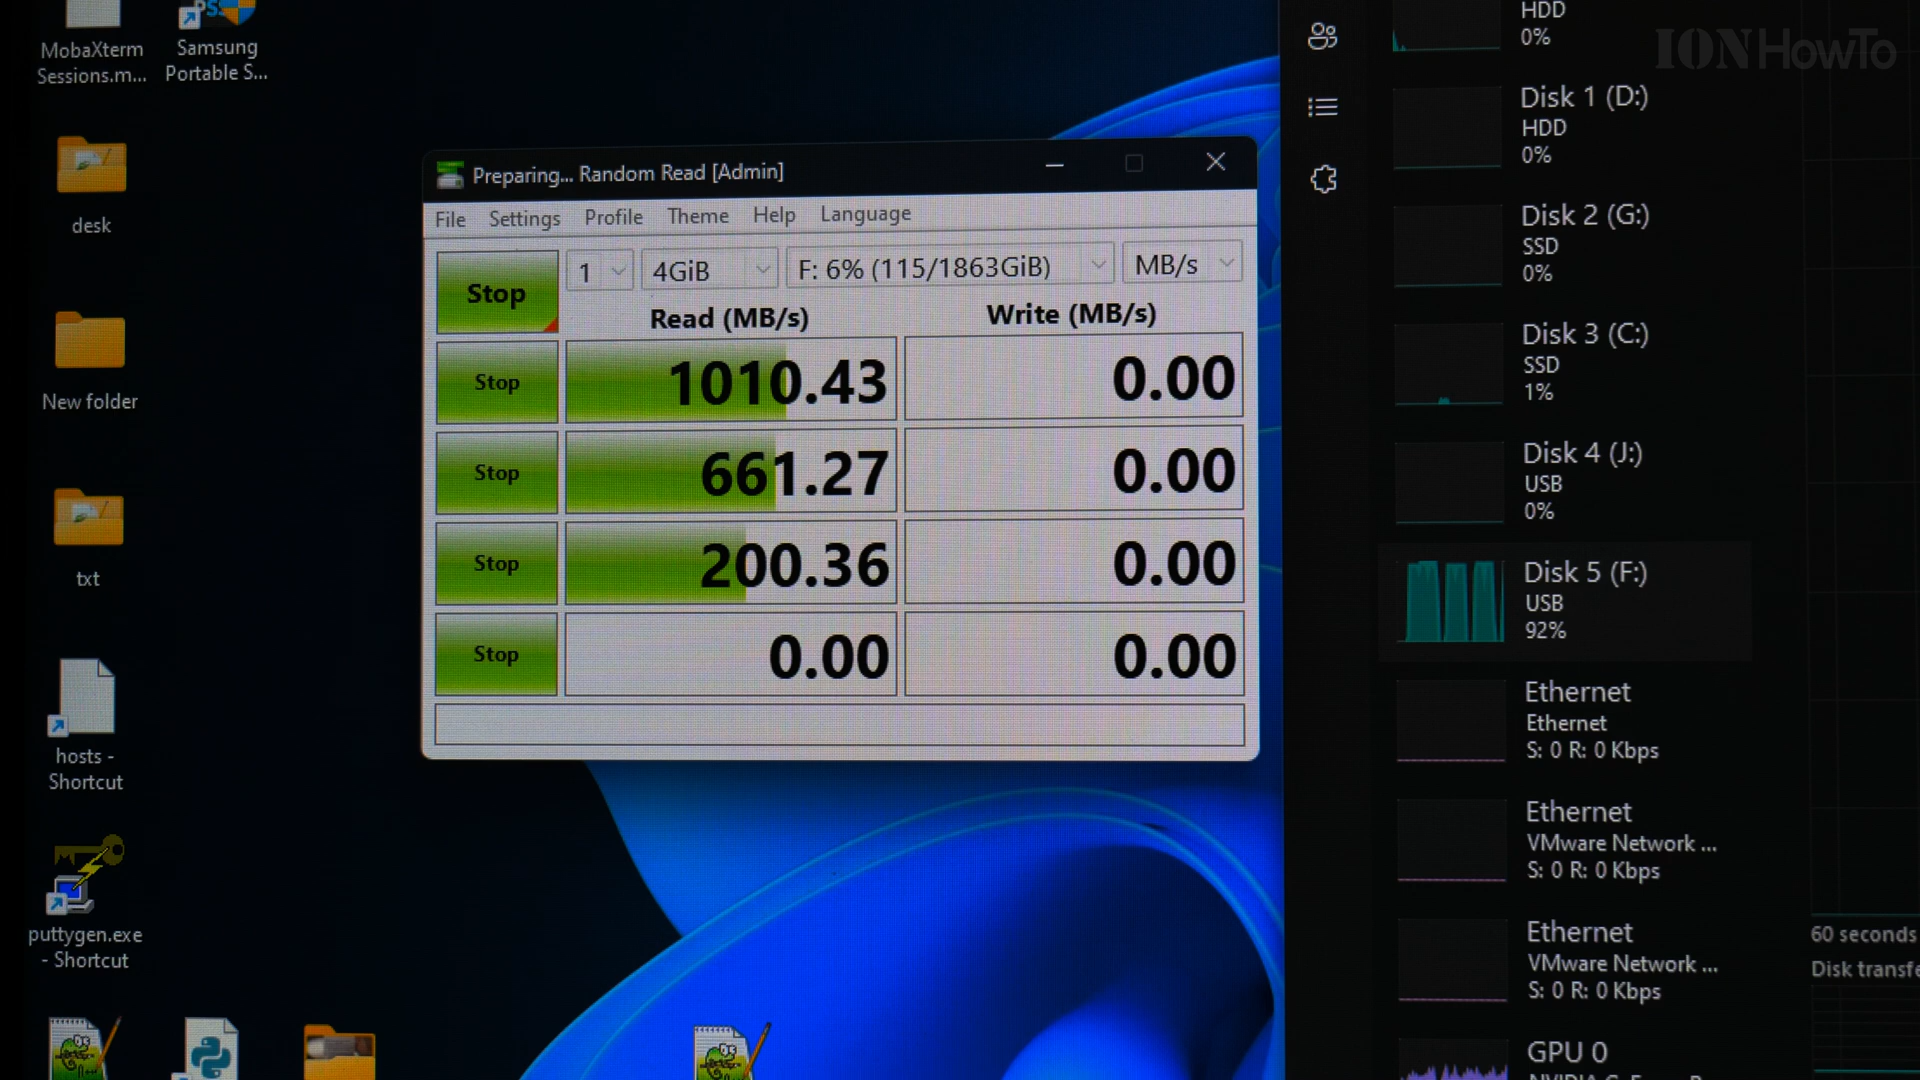 MobaXterm
Sessions.m...
Samsung
Portable S...
desk
New folder
txt
hosts -
Shortcut
puttygen.exe
- Shortcut
Preparing... Random Read [Admin]
File Settings Profile Theme Help Language
Stop
1
4GiB
F: 6% (115/1863GiB)
MB/s
Read (MB/s)
Write (MB/s)
Stop
1010.43
0.00
Stop
661.27
0.00
Stop
200.36
0.00
Stop
0.00
0.00
HDD
0%
Disk 1 (D:)
HDD
0%
Disk 2 (G:)
SSD
0%
Disk 3 (C:)
SSD
1%
Disk 4 (J:)
USB
0%
Disk 5 (F:)
USB
92%
Ethernet
Ethernet
S: 0 R: 0 Kbps
Ethernet
VMware Network ...
S: 0 R: 0 Kbps
Ethernet
VMware Network ...
S: 0 R: 0 Kbps
GPU 0
60 seconds
Disk transfe
IONHowTo